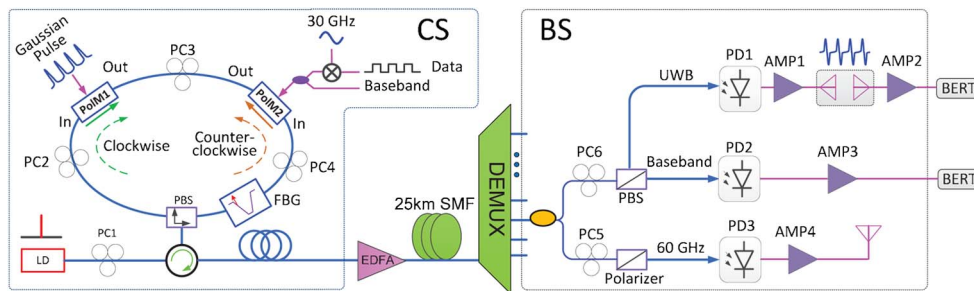 30 GHz
CS
BS
Gaussian
Pulse
PC3
Out
Out
Data
Baseband
PolM1
PolM2
In
In
Clockwise
Counter-
clockwise
PC2
PC4
PBS
FBG
LD
PC1
EDFA
25km SMF
DEMUX
UWB
PD1
AMP1
AMP2
BERT
PC6
Baseband
PBS
PD2
AMP3
BERT
PC5
60 GHz
Polarizer
PD3
AMP4